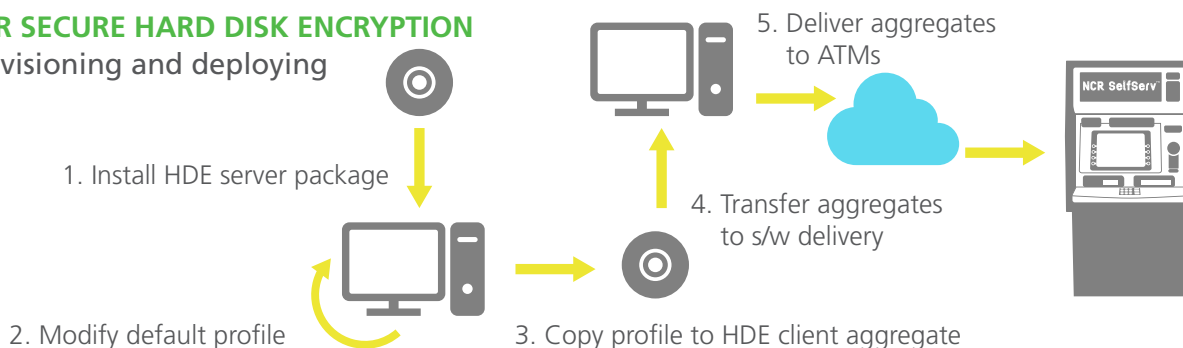 R SECURE HARD DISK ENCRYPTION
visioning and deploying
1. Install HDE server package
2. Modify default profile
3. Copy profile to HDE client aggregate
4. Transfer aggregates
to s/w delivery
5. Deliver aggregates
to ATMs
NCR SelfServ